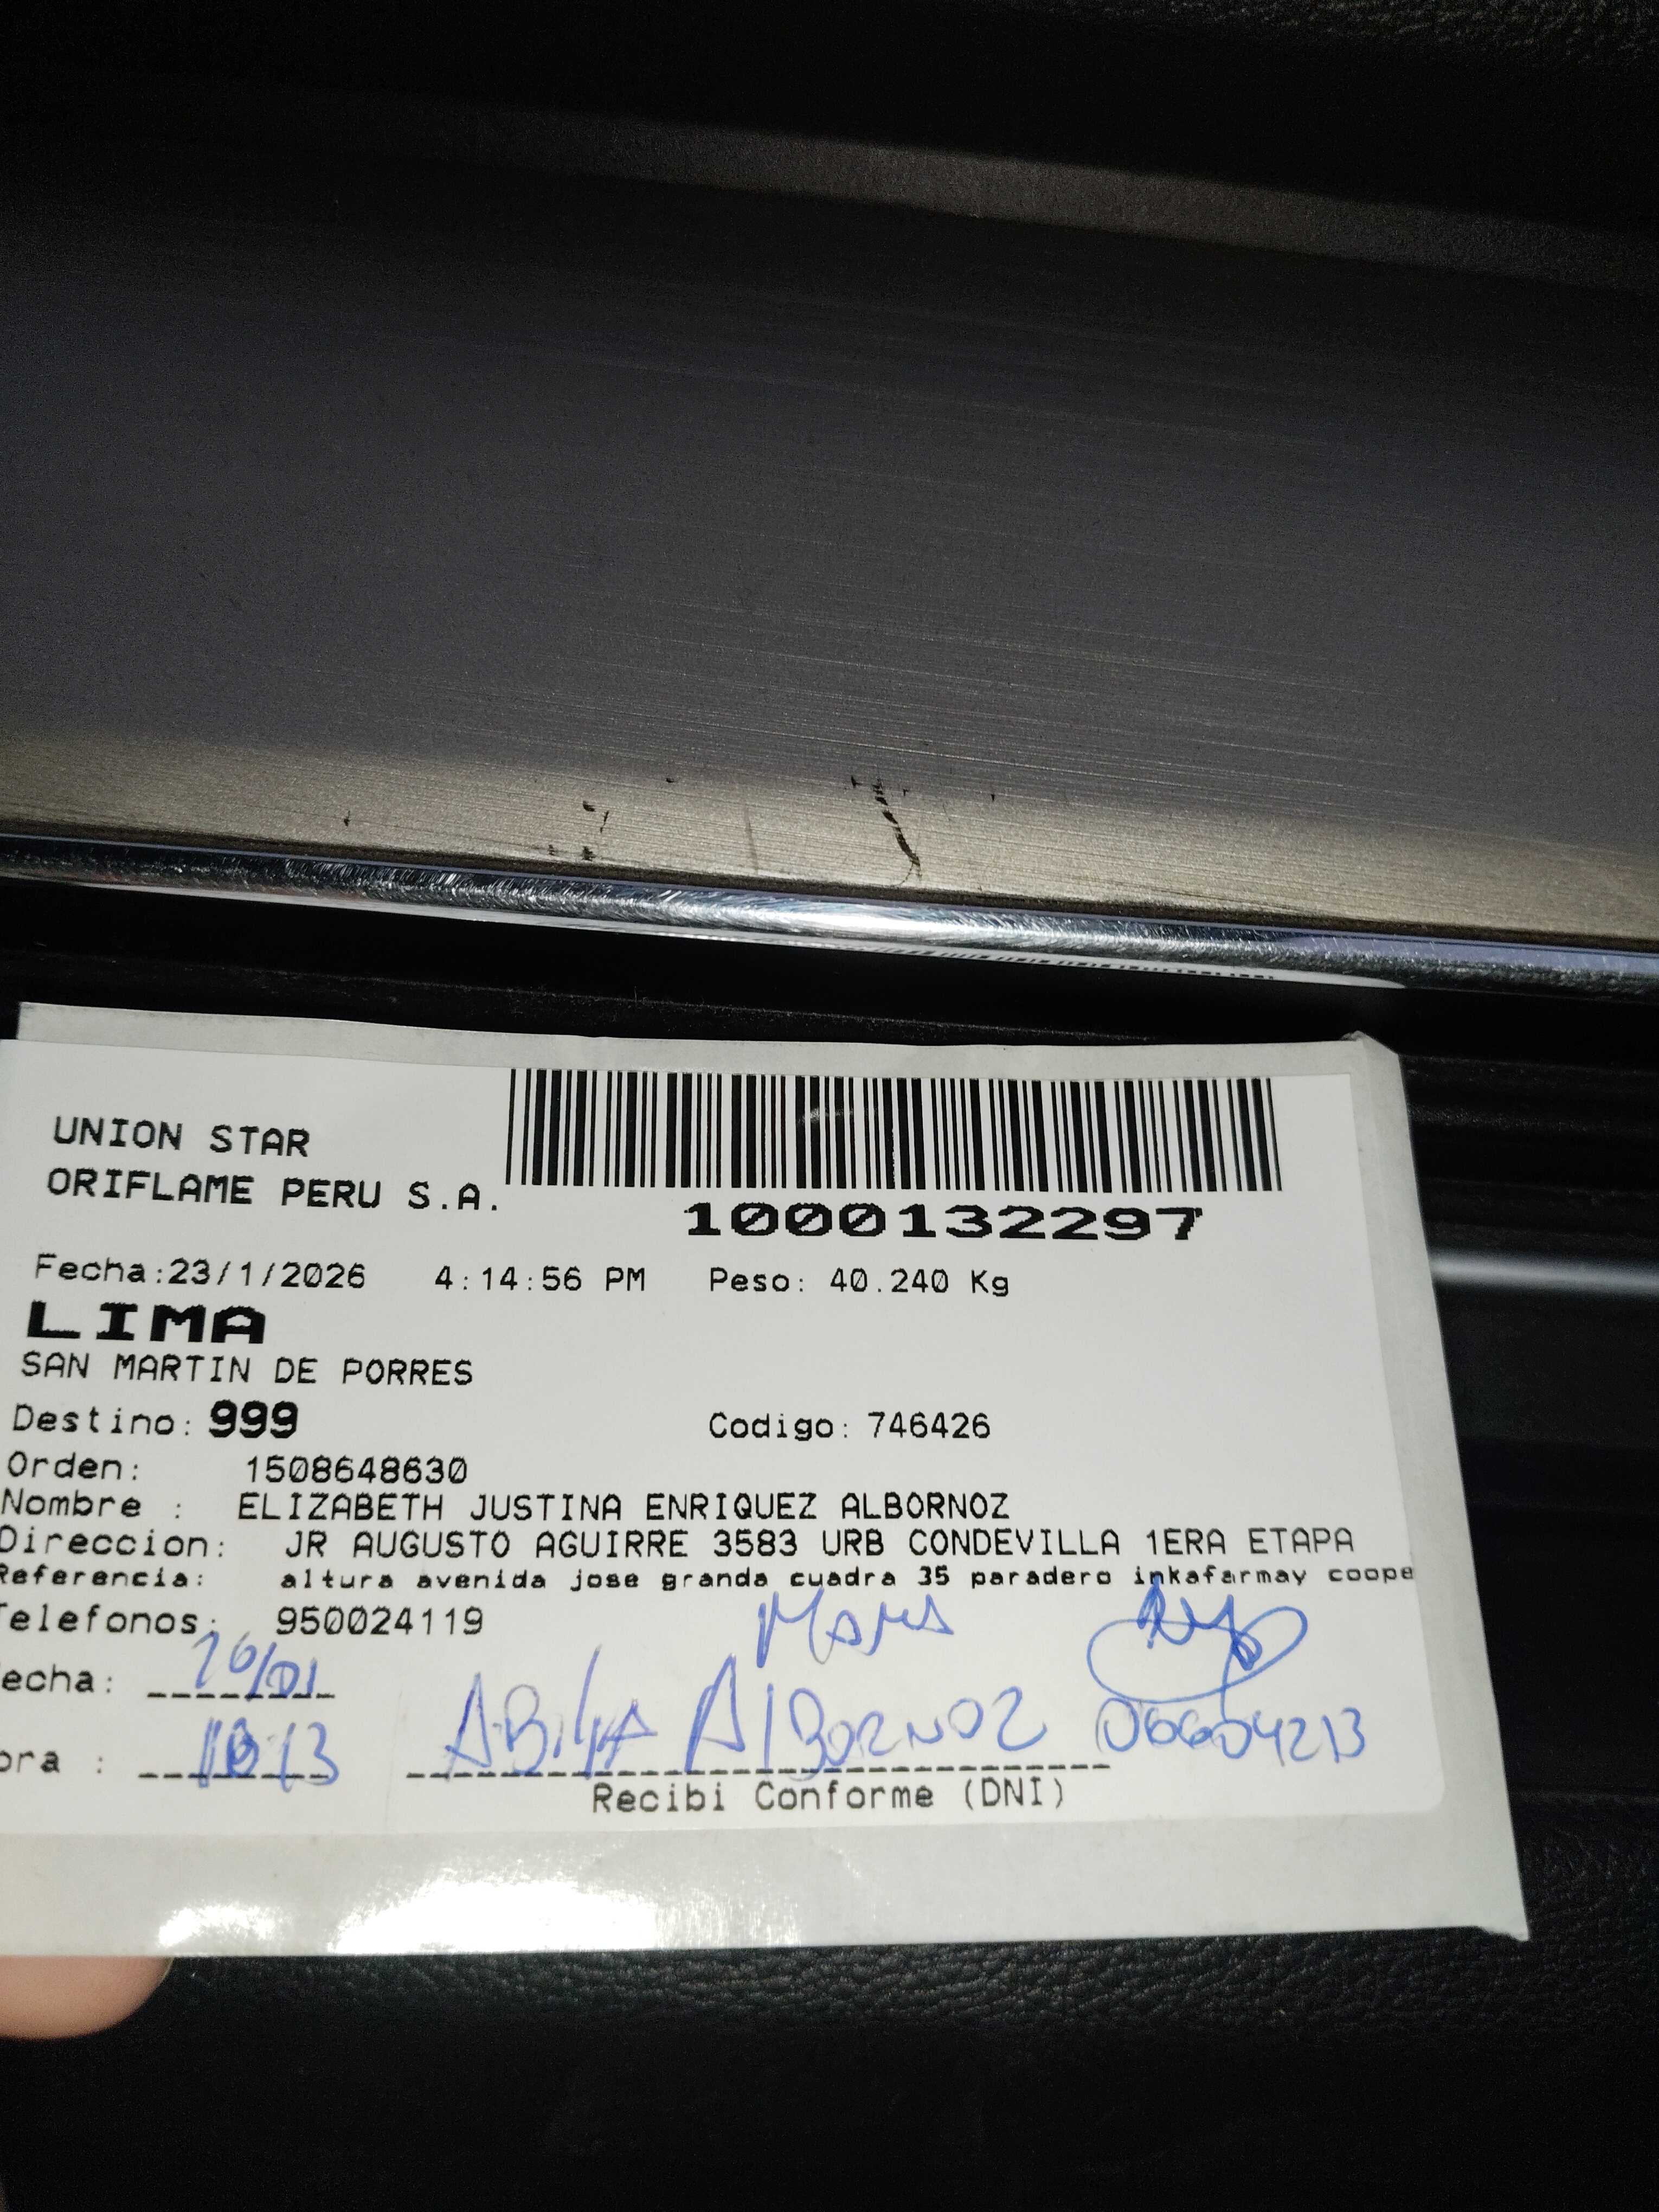 UNION STAR
ORIFLAME PERU S.A.
1000132297
Fecha:23/1/2026 4:14:56 PM Peso: 40.240 Kg
LIMA
SAN MARTIN DE PORRES
Destino: 999 Codigo: 746426
Orden: 1508648630
Nombre : ELIZABETH JUSTINA ENRIQUEZ ALBORNOZ
Direccion: JR AUGUSTO AGUIRRE 3583 URB CONDEVILLA 1ERA ETAPA
Referencia: altura avenida jose granda cuadra 35 paradero inkafarmay coope
Telefonos: 950024119
echa: 26/01
ALBORNOZ
ora :
Recibi Conforme (DNI)